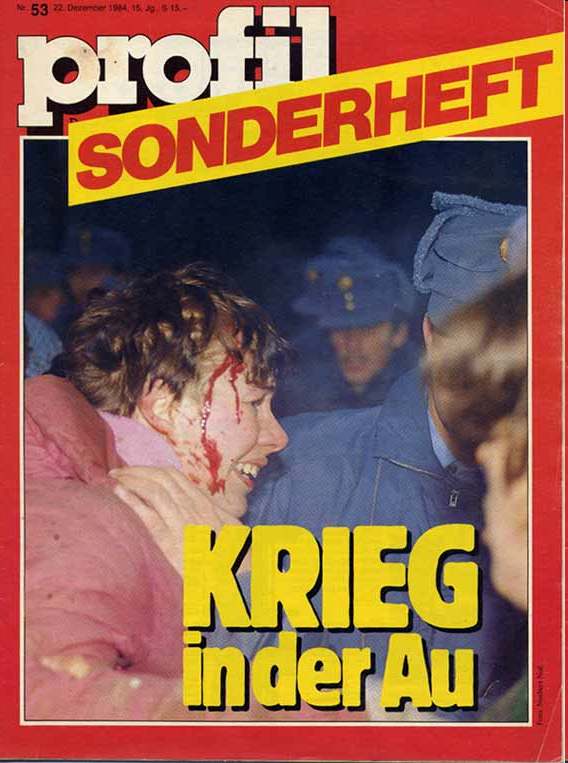 Nr. 53 22. Dezember 1984, 15. Jg., S 15,–
profil
SONDERHEFT
KRIEG
in der Au